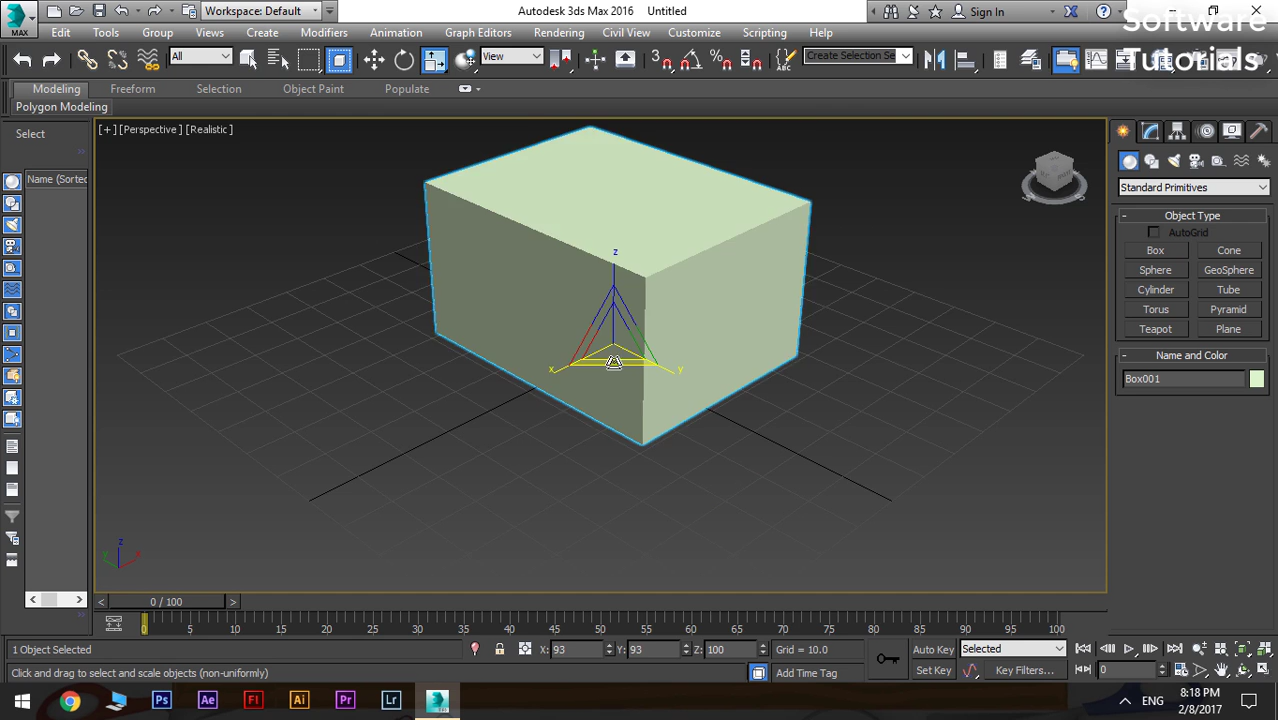 Workspace: Default
Autodesk 3ds Max 2016 Untitled
Sign In
Software
MAX
Edit Tools Group Views Create Modifiers Animation Graph Editors Rendering Civil View Customize Scripting Help
Tutorials
All
View
3
%
Create Selection Se
Modeling Freeform Selection Object Paint Populate
Polygon Modeling
Select
[+] [Perspective] [Realistic]
Name (Sorted
Standard Primitives
- Object Type
AutoGrid
Box Cone
Sphere GeoSphere
Cylinder Tube
Torus Pyramid
Teapot Plane
- Name and Color
Box001
z
x
y
z
y x
< 0 / 100 >
0 5 10 15 20 25 30 35 40 45 50 55 60 65 70 75 80 85 90 95 100
1 Object Selected
X: 93 Y: 93 Z: 100
Grid = 10.0
Auto Key
Selected
Click and drag to select and scale objects (non-uniformly)
Add Time Tag
Set Key
Key Filters...
0
Ps Ae Fl Ai Pr Lr
ENG
8:18 PM
2/8/2017